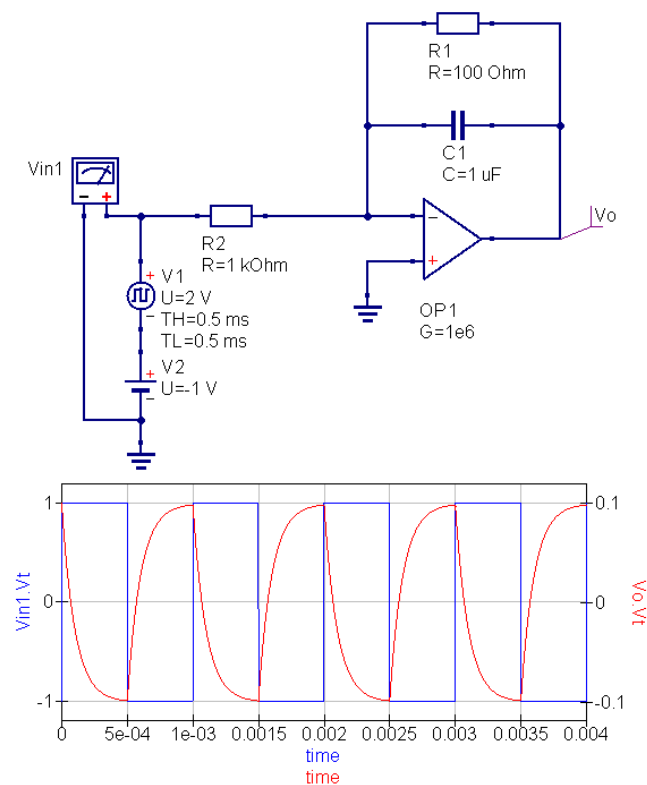 R1
R=100 Ohm
C1
C=1 uF
Vin1
- +
R2
R=1 kOhm
-
+
Vo
OP1
G=1e6
+
V1
U=2 V
-
TH=0.5 ms
TL=0.5 ms
+
V2
U=-1 V
-
1
0
-1
Vin1.Vt
0.1
0
-0.1
Vo.Vt
0 5e-04 1e-03 0.0015 0.002 0.0025 0.003 0.0035 0.004
time
time